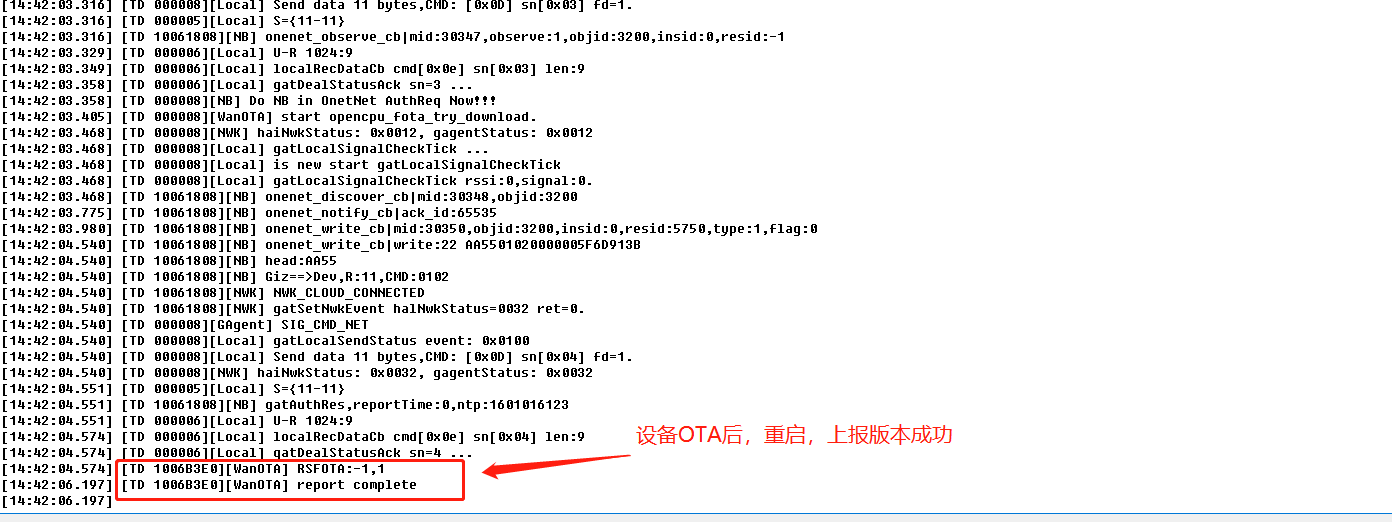 [14:42:03.316] [TD 000008][Local] Send data 11 bytes,CMD: [0x0D] sn[0x03] fd=1.
[14:42:03.316] [TD 000005][Local] S={11-11}
[14:42:03.316] [TD 10061808][NB] onenet_observe_cb|mid:30347,observe:1,objid:3200,insid:0,resid:-1
[14:42:03.329] [TD 000006][Local] U-R 1024:9
[14:42:03.349] [TD 000006][Local] localRecDataCb cmd[0x0e] sn[0x03] len:9
[14:42:03.358] [TD 000006][Local] gatDealStatusAck sn=3 ...
[14:42:03.358] [TD 000008][NB] Do NB in OnetNet AuthReq Now!!!
[14:42:03.405] [TD 000008][WanOTA] start opencpu_fota_try_download.
[14:42:03.468] [TD 000008][NWK] haiNwkStatus: 0x0012, gagentStatus: 0x0012
[14:42:03.468] [TD 000008][Local] gatLocalSignalCheckTick ...
[14:42:03.468] [TD 000008][Local] is new start gatLocalSignalCheckTick
[14:42:03.468] [TD 000008][Local] gatLocalSignalCheckTick rssi:0,signal:0.
[14:42:03.468] [TD 10061808][NB] onenet_discover_cb|mid:30348,objid:3200
[14:42:03.775] [TD 10061808][NB] onenet_notify_cb|ack_id:65535
[14:42:03.980] [TD 10061808][NB] onenet_write_cb|mid:30350,objid:3200,insid:0,resid:5750,type:1,flag:0
[14:42:04.540] [TD 10061808][NB] onenet_write_cb|write:22 AA5501020000005F6D913B
[14:42:04.540] [TD 10061808][NB] head:AA55
[14:42:04.540] [TD 10061808][NB] Giz==>Dev,R:11,CMD:0102
[14:42:04.540] [TD 10061808][NWK] NWK_CLOUD_CONNECTED
[14:42:04.540] [TD 10061808][NWK] gatSetNwkEvent halNwkStatus=0032 ret=0.
[14:42:04.540] [TD 000008][GAgent] SIG_CMD_NET
[14:42:04.540] [TD 000008][Local] gatLocalSendStatus event: 0x0100
[14:42:04.540] [TD 000008][Local] Send data 11 bytes,CMD: [0x0D] sn[0x04] fd=1.
[14:42:04.540] [TD 000008][NWK] haiNwkStatus: 0x0032, gagentStatus: 0x0032
[14:42:04.551] [TD 000005][Local] S={11-11}
[14:42:04.551] [TD 10061808][NB] gatAuthRes,reportTime:0,ntp:1601016123
[14:42:04.551] [TD 000006][Local] U-R 1024:9
[14:42:04.574] [TD 000006][Local] localRecDataCb cmd[0x0e] sn[0x04] len:9
[14:42:04.574] [TD 000006][Local] gatDealStatusAck sn=4 ...
[14:42:04.574] [TD 1006B3E0][WanOTA] RSFOTA:-1,1
[14:42:06.197] [TD 1006B3E0][WanOTA] report complete
[14:42:06.197]
设备OTA后，重启，上报版本成功